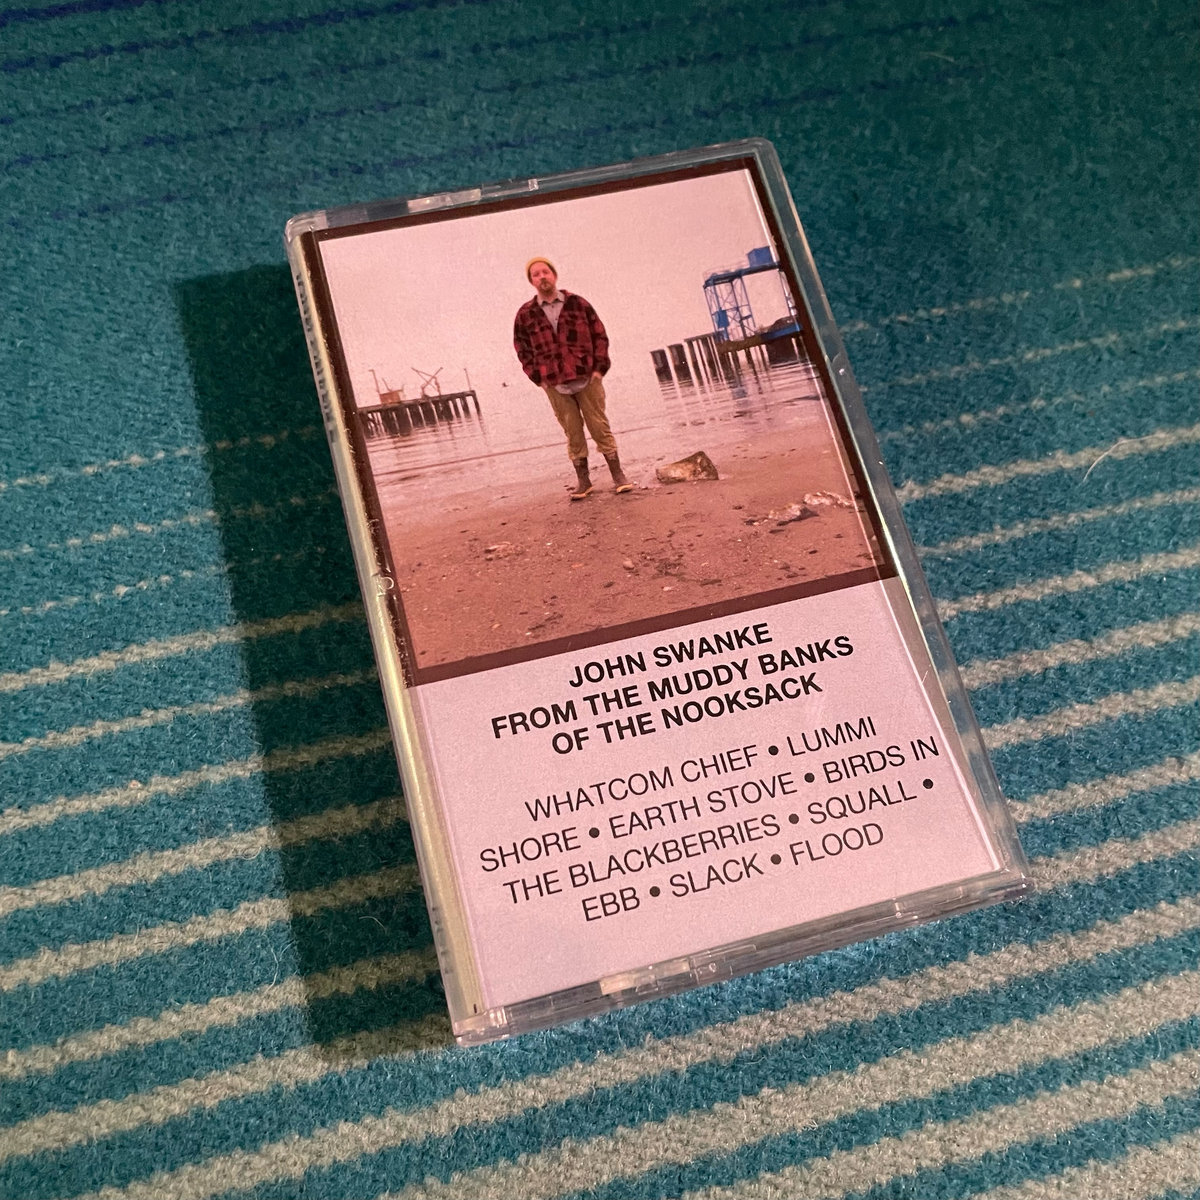 JOHN SWANKE
FROM THE MUDDY BANKS
OF THE NOOKSACK
WHATCOM CHIEF • LUMMI
SHORE • EARTH STOVE • BIRDS IN
THE BLACKBERRIES • SQUALL •
EBB • SLACK • FLOOD